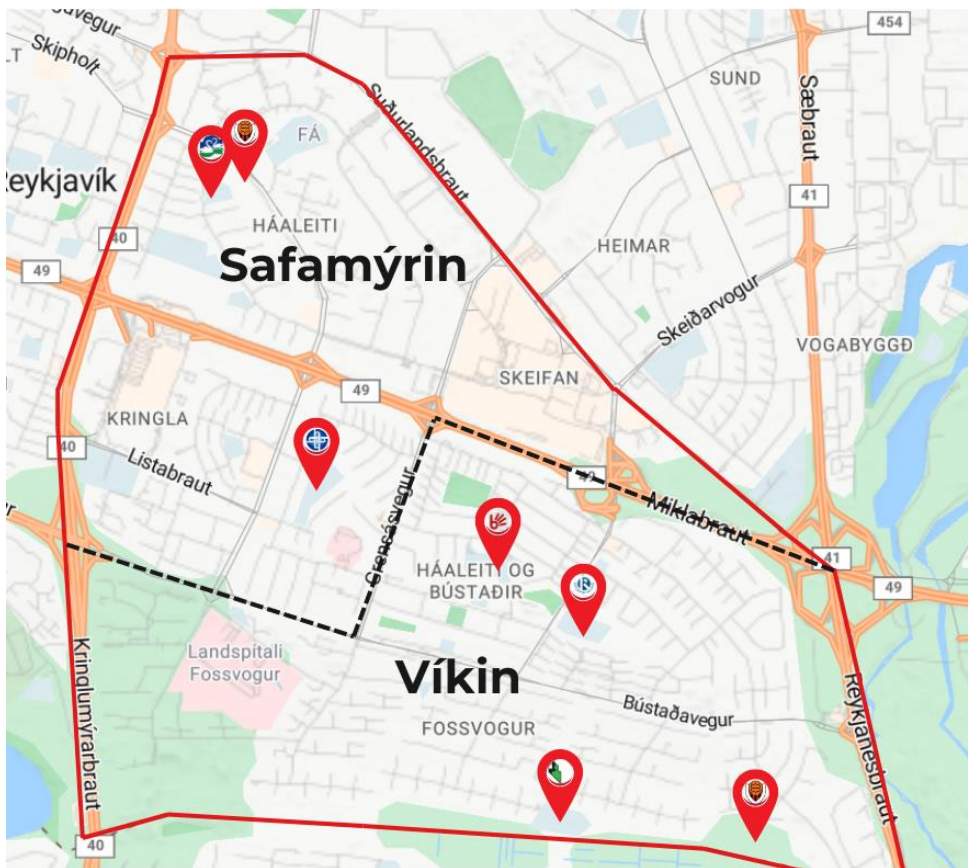 454
Skipholt
SUND
FÁ
Suðurlandsbraut
Sæbraut
eykjavík
41
HÁALEITI
40
HEIMAR
49
Safamýrin
Skeiðarvogur
VOGABYGGÐ
SKEIFAN
49
KRINGLA
40
Listabraut
Grensásvegur
49
Miklabraut
41
49
HÁALEITI OG
BÚSTAÐIR
Landspítali
Fossvogur
Víkin
Kringlumýrarbraut
Bústaðavegur
Reykjanesbraut
FOSSVOGUR
40